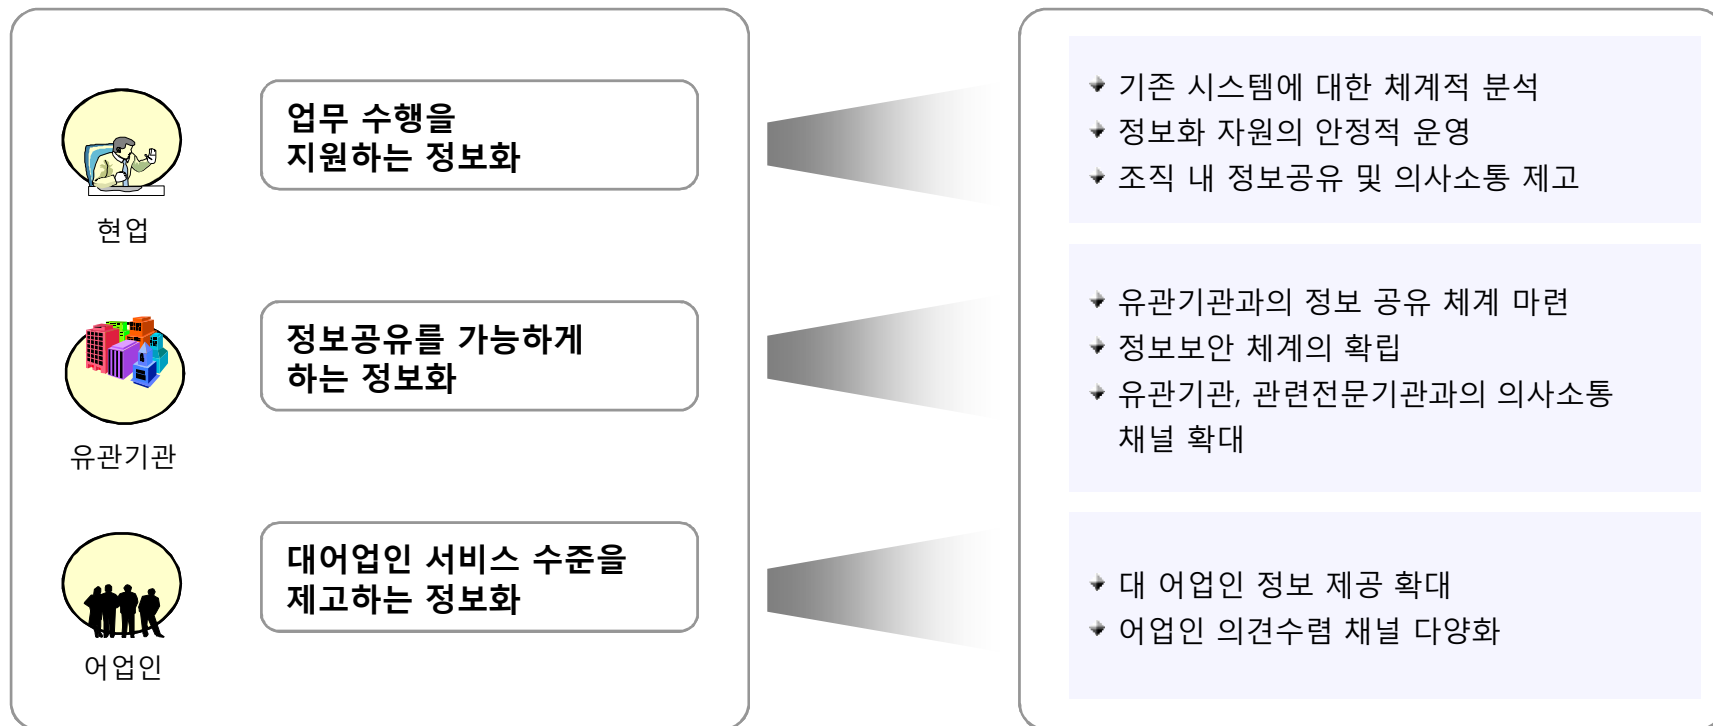 현업
업무 수행을
지원하는 정보화
기존 시스템에 대한 체계적 분석
정보화 자원의 안정적 운영
조직 내 정보공유 및 의사소통 제고
유관기관
정보공유를 가능하게
하는 정보화
유관기관과의 정보 공유 체계 마련
정보보안 체계의 확립
유관기관, 관련전문기관과의 의사소통
채널 확대
어업인
대어업인 서비스 수준을
제고하는 정보화
대 어업인 정보 제공 확대
어업인 의견수렴 채널 다양화